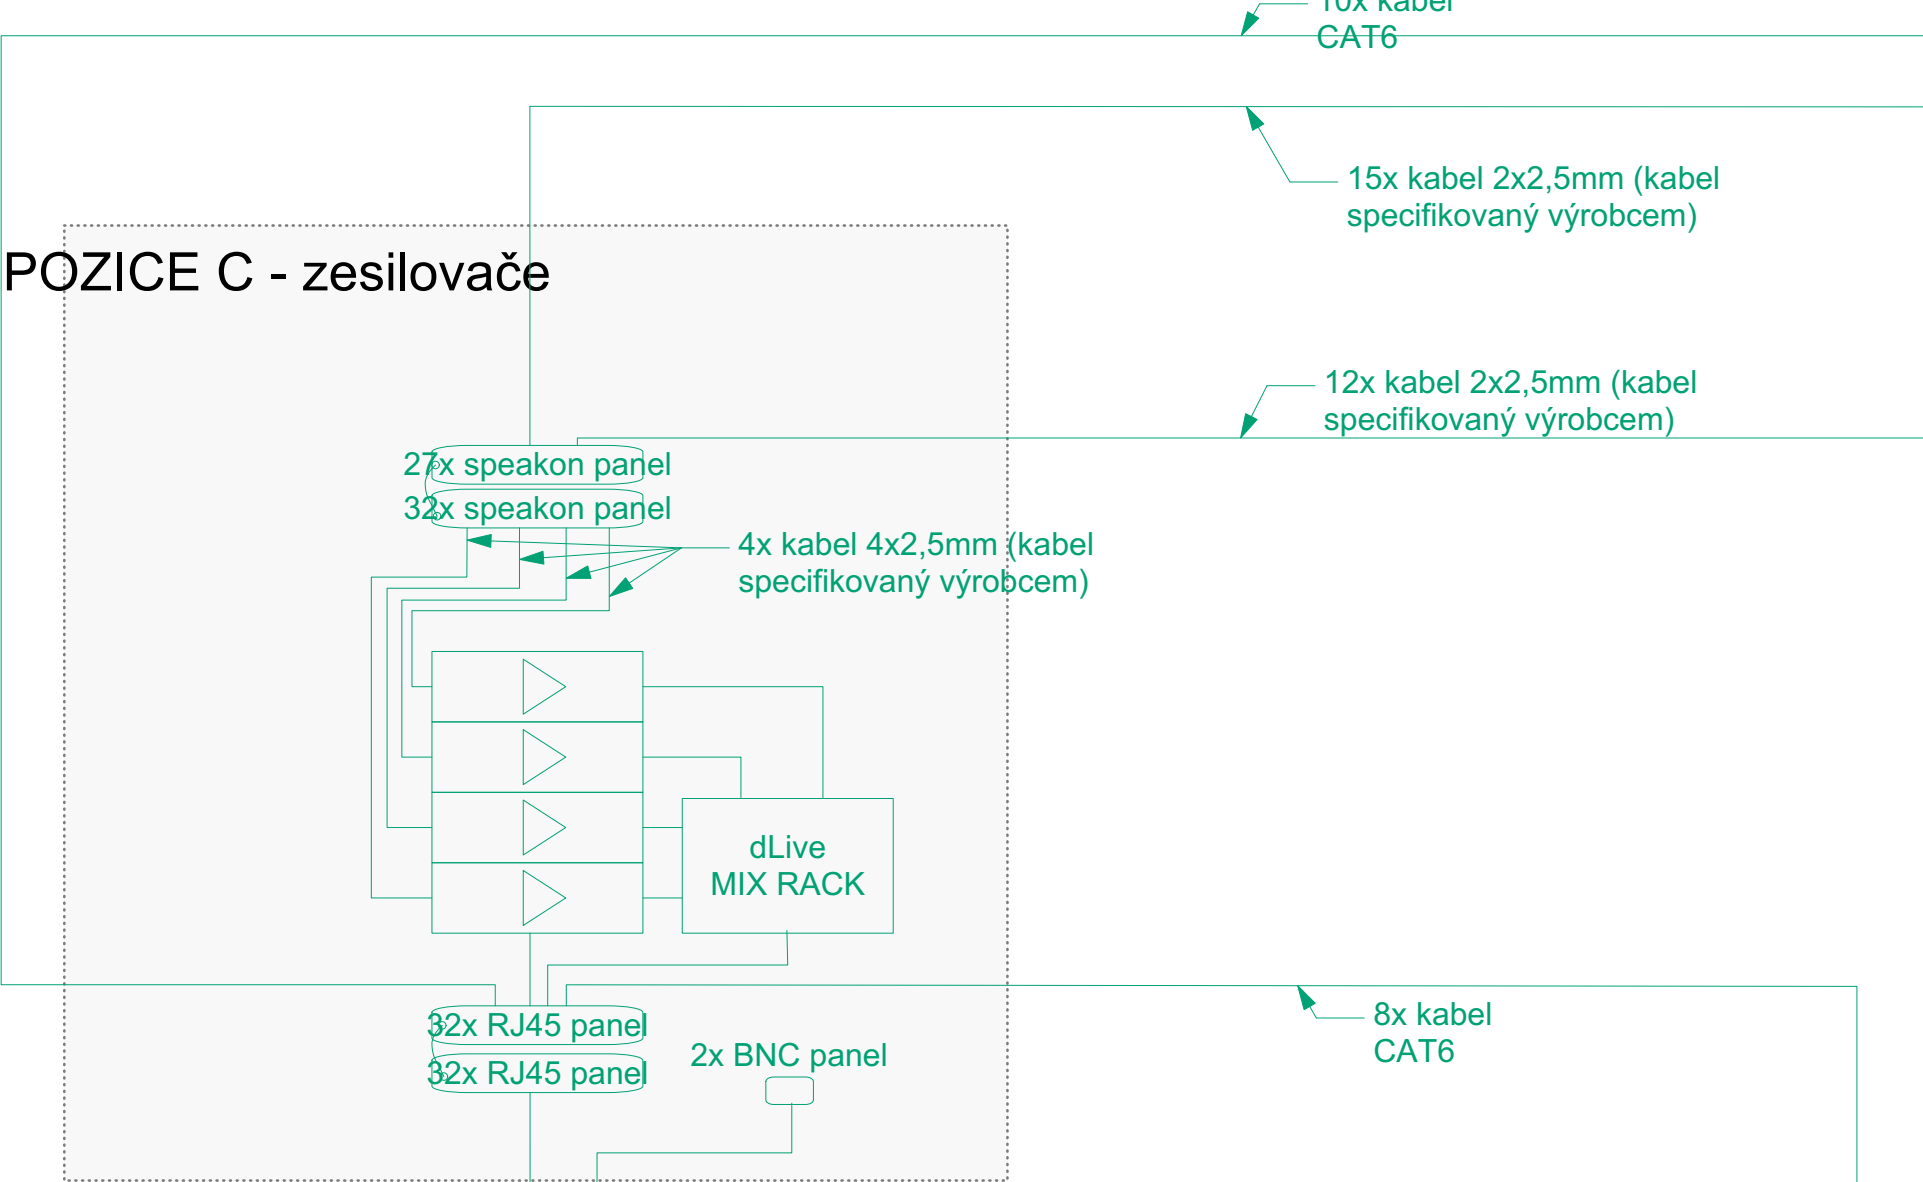 10x kabel
CAT6
15x kabel 2x2,5mm (kabel
specifikovaný výrobcem)
POZICE C - zesilovače
12x kabel 2x2,5mm (kabel
specifikovaný výrobcem)
27x speakon panel
32x speakon panel
4x kabel 4x2,5mm (kabel
specifikovaný výrobcem)
dLive
MIX RACK
8x kabel
CAT6
32x RJ45 panel
2x BNC panel
32x RJ45 panel